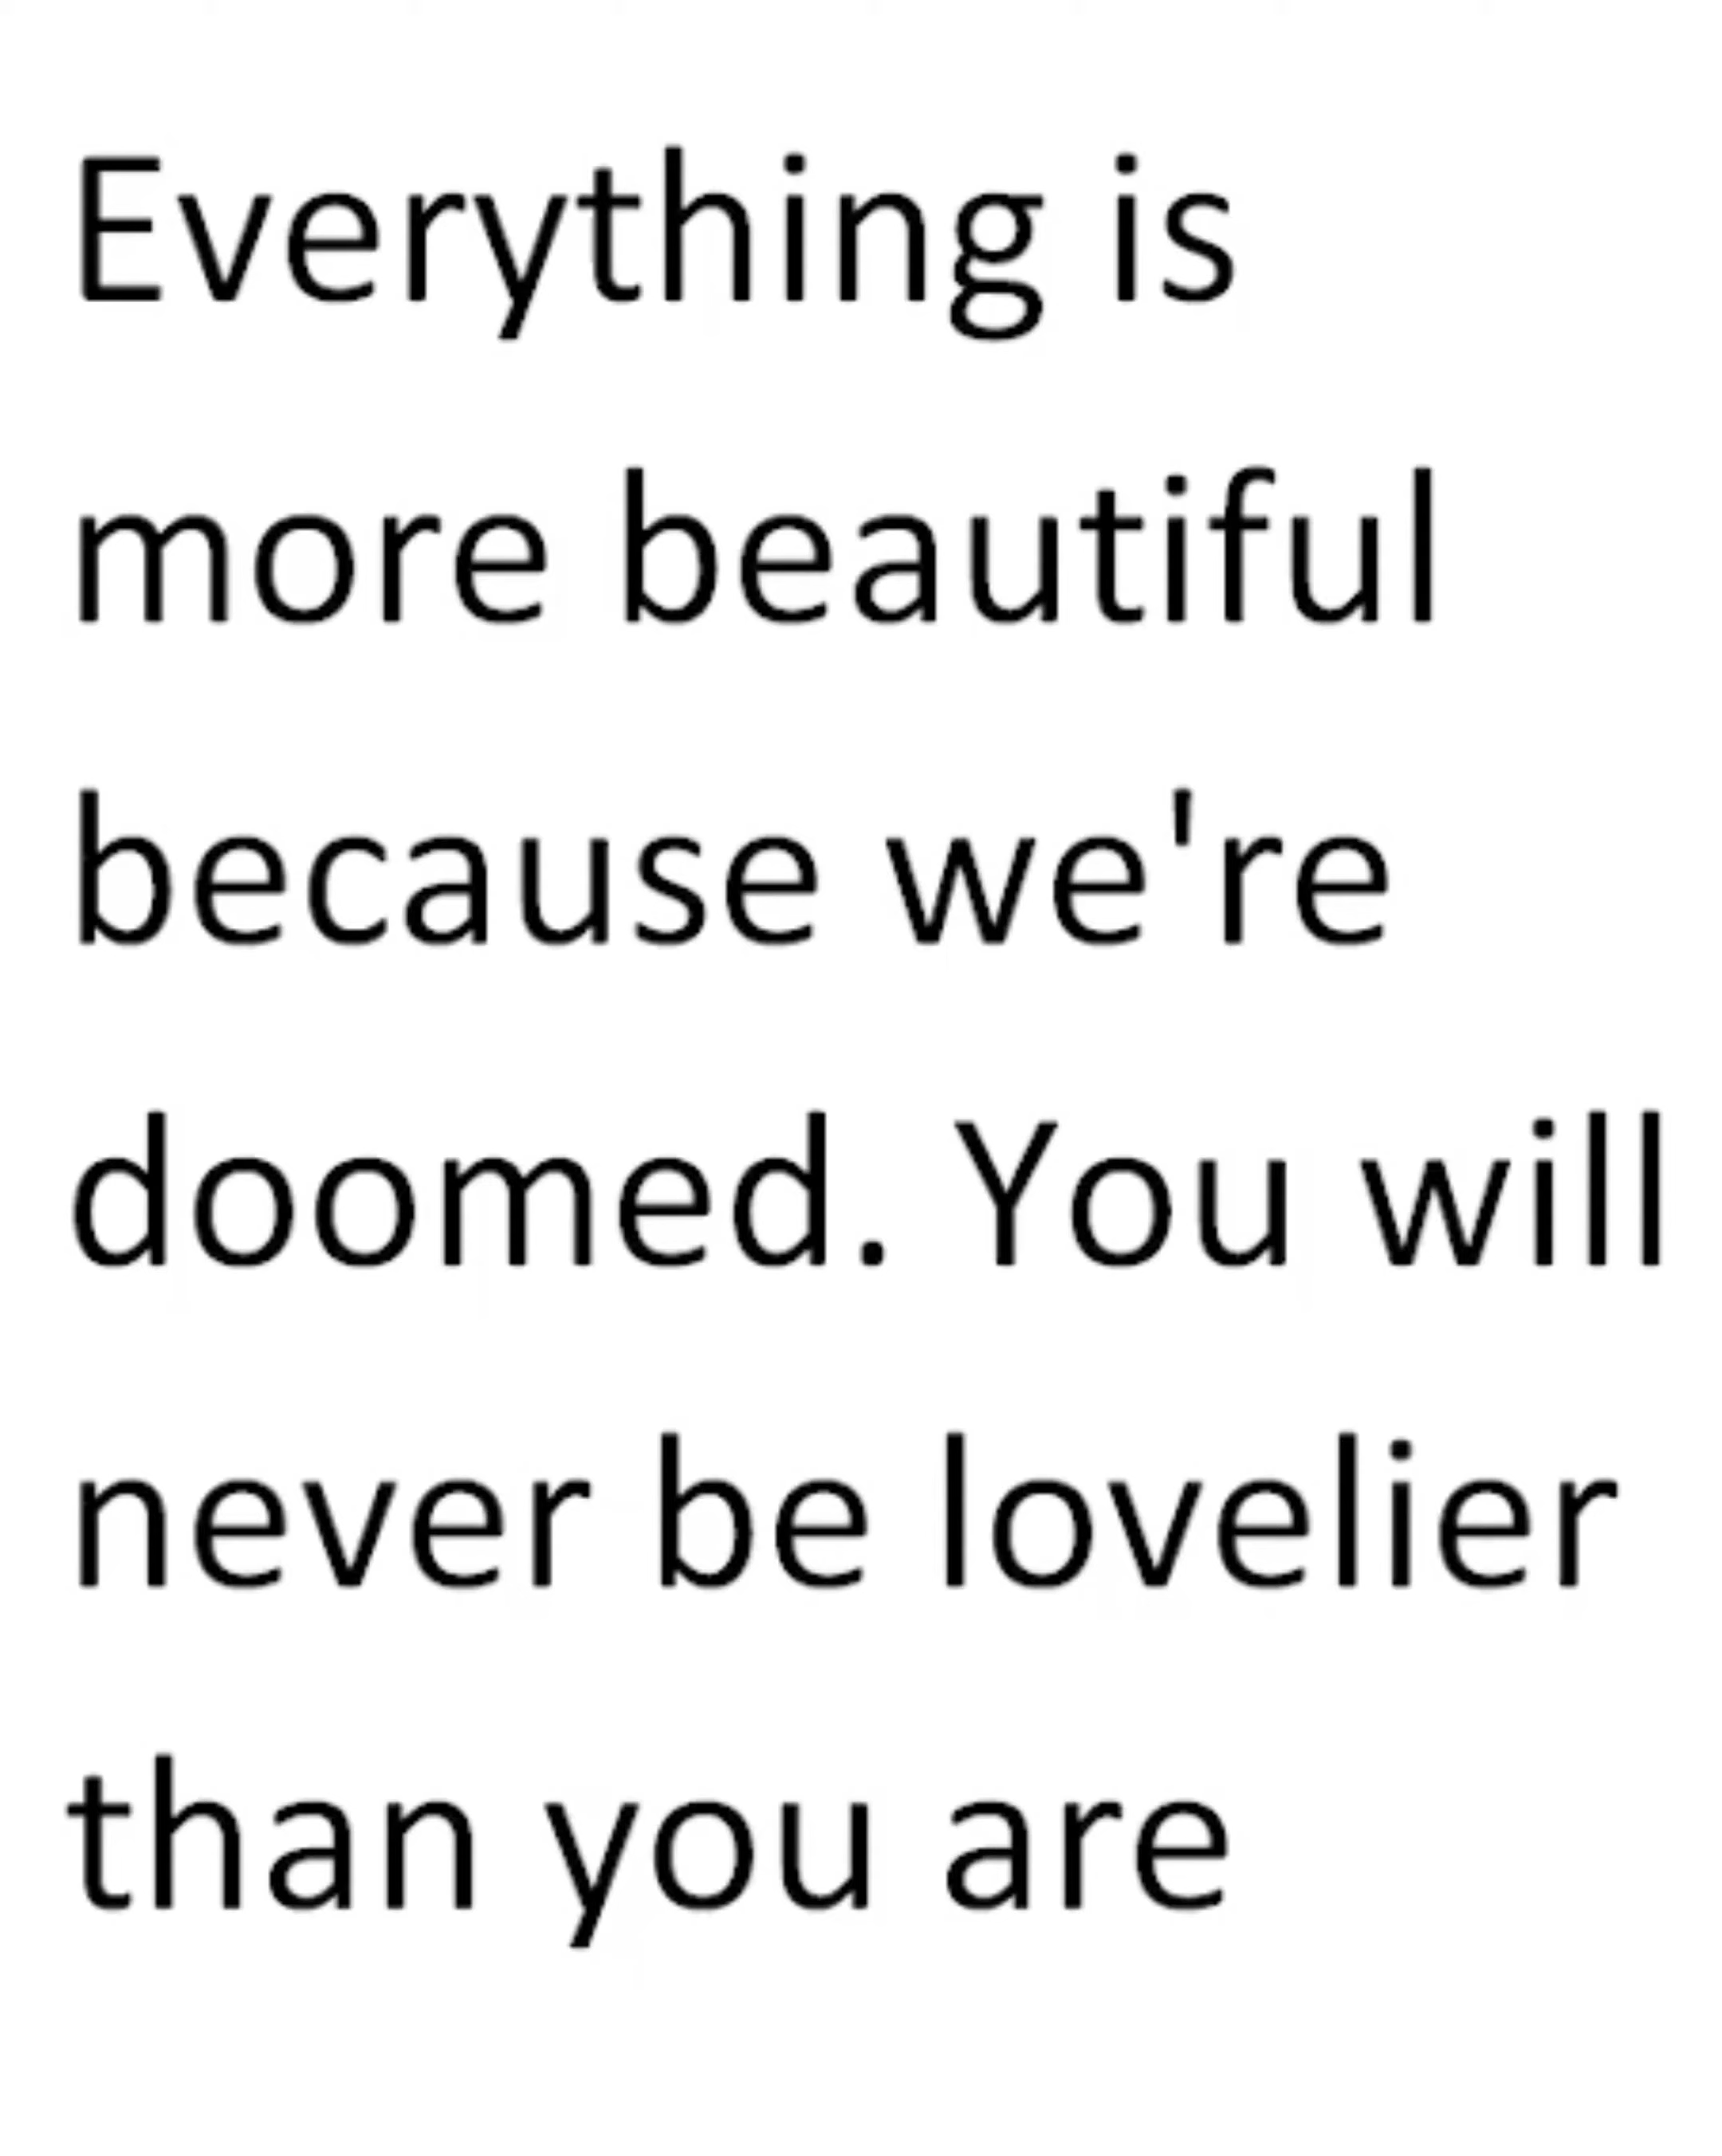 Everything is
more beautiful
because we're
doomed. You will
never be lovelier
than you are